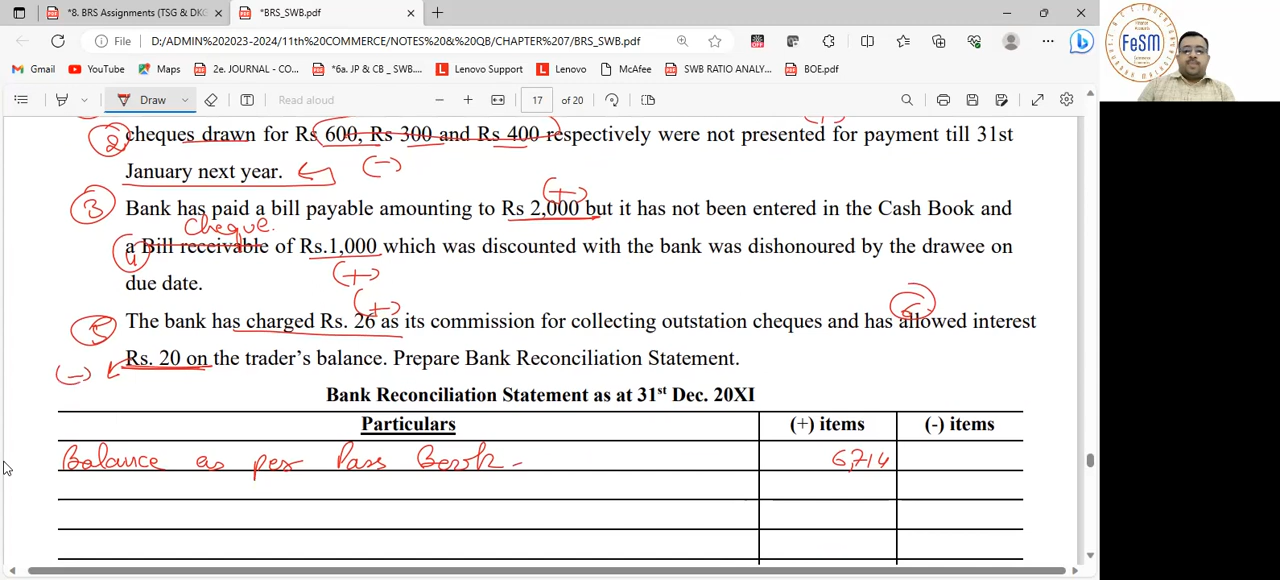 *8. BRS Assignments (TSG & DKG
*BRS_SWB.pdf
File D:/ADMIN%202023-2024/11th%20COMMERCE/NOTES%20&%20QB/CHAPTER%207/BRS_SWB.pdf
Gmail YouTube Maps 2e. JOURNAL - CO... *6a. JP & CB _ SWB.... Lenovo Support Lenovo McAfee SWB RATIO ANALY... BOE.pdf
Draw Read aloud 17 of 20
FeSM
(+)
2 cheques drawn for Rs 600, Rs 300 and Rs 400 respectively were not presented for payment till 31st
(-)
January next year.
(+)
3 Bank has paid a bill payable amounting to Rs 2,000 but it has not been entered in the Cash Book and
cheque.
4 a Bill receivable of Rs.1,000 which was discounted with the bank was dishonoured by the drawee on
(+)
due date.
(+) 6
5 The bank has charged Rs. 26 as its commission for collecting outstation cheques and has allowed interest
(-) Rs. 20 on the trader's balance. Prepare Bank Reconciliation Statement.
Bank Reconciliation Statement as at 31st Dec. 20XI
Particulars (+) items (-) items
Balance as per Pass Book - 6,714